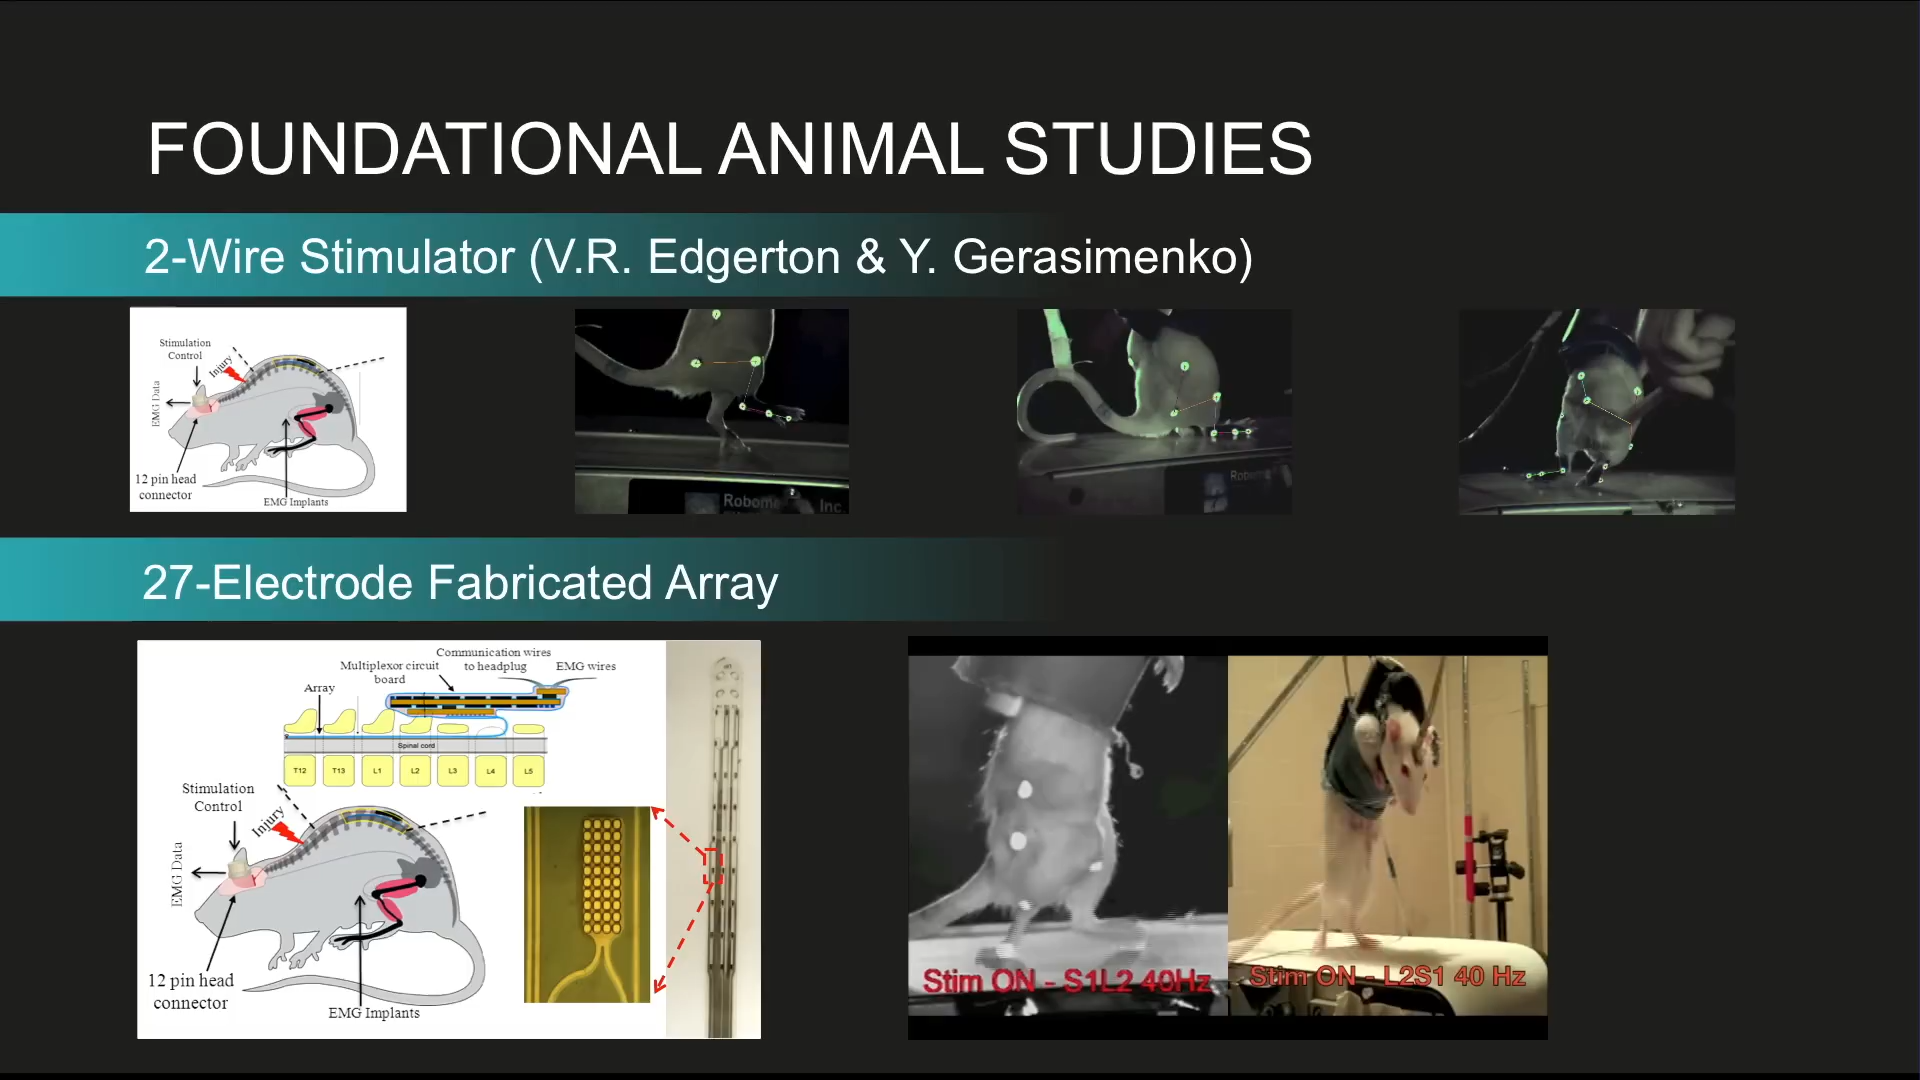 FOUNDATIONAL ANIMAL STUDIES
2-Wire Stimulator (V.R. Edgerton & Y. Gerasimenko)
Stimulation
Control
Injury
EMG Data
12 pin head
connector
EMG Implants
Inc.
27-Electrode Fabricated Array
Communication wires
to headplug
Multiplexor circuit
board
EMG wires
Array
Spinal cord
T12 T13 L1 L2 L3 L4 L5
Stimulation
Control
Injury
EMG Data
12 pin head
connector
EMG Implants
Stim ON - S1L2 40Hz
Stim ON - L2S1 40 Hz